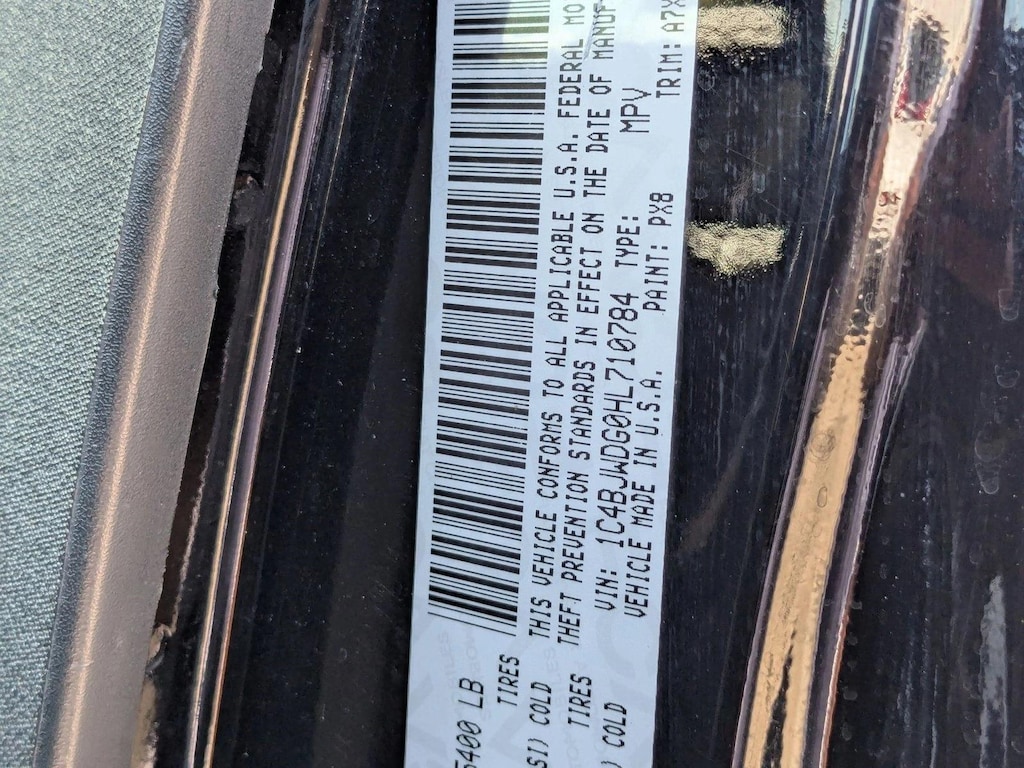 5400 LB
TIRES
SI) COLD
TIRES
) COLD
THIS VEHICLE CONFORMS TO ALL APPLICABLE U.S.A. FEDERAL MO
THEFT PREVENTION STANDARDS IN EFFECT ON THE DATE OF MANUF
VIN: 1C4BJWDG0HL710784 TYPE: MPV
VEHICLE MADE IN U.S.A. PAINT: PX8 TRIM: A7X